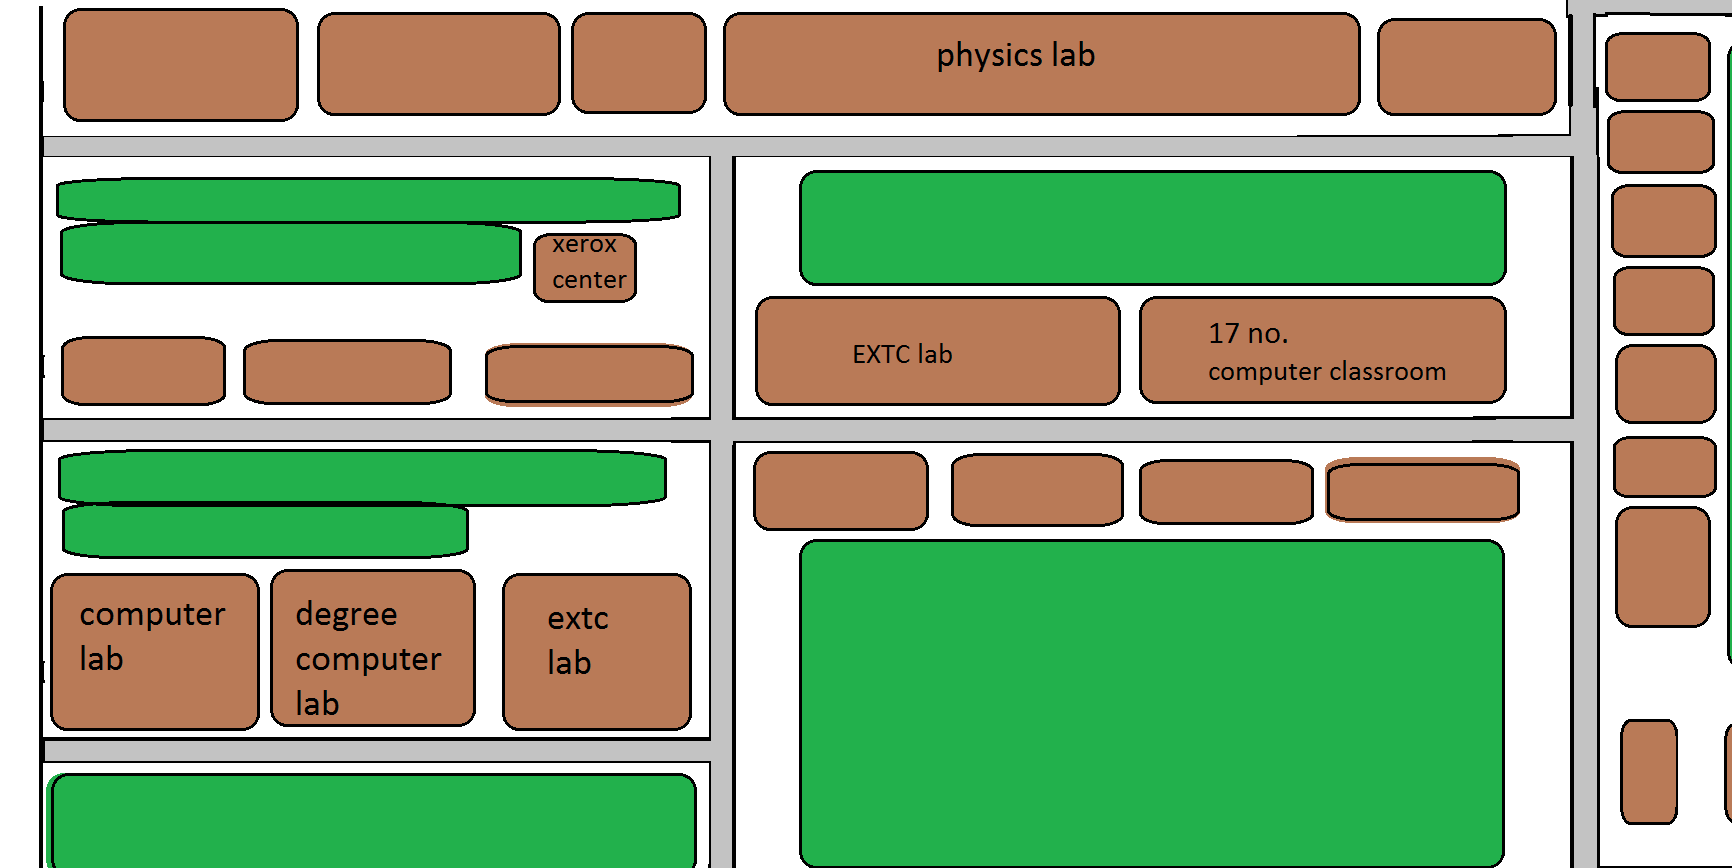 physics lab
xerox
center
EXTC lab
17 no.
computer classroom
computer
lab
degree
computer
lab
extc
lab